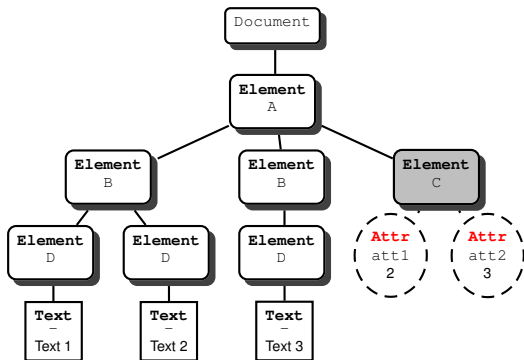 Document
Element
A
Element
B
Element
B
Element
C
Element
D
Element
D
Element
D
Attr
att1
2
Attr
att2
3
Text
–
Text 1
Text
–
Text 2
Text
–
Text 3